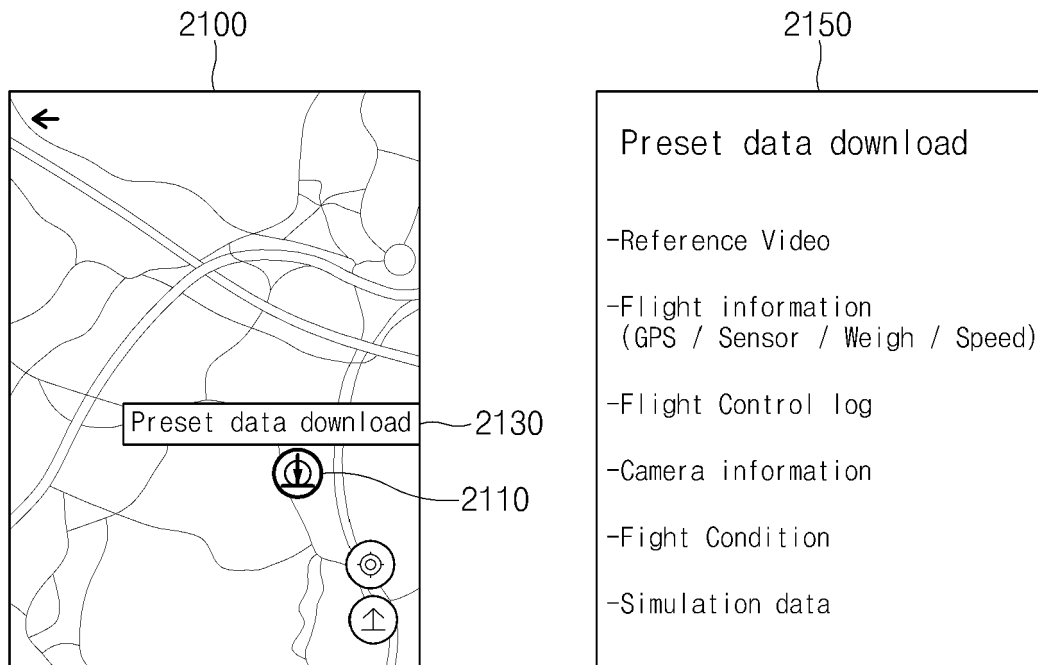 2100
2150
Preset data download
2130
2110
Preset data download
-Reference Video
-Flight information
(GPS / Sensor / Weigh / Speed)
-Flight Control log
-Camera information
-Fight Condition
-Simulation data